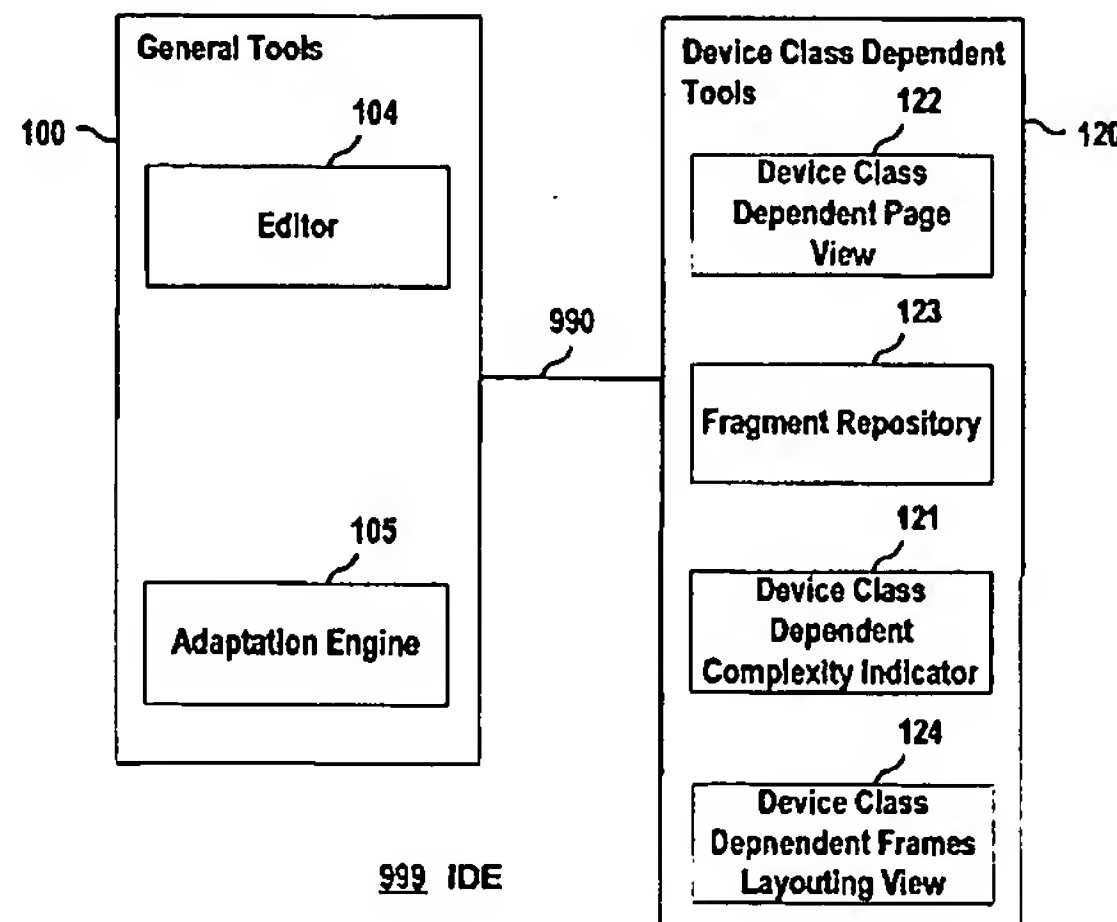 General Tools
100
104
Editor
105
Adaptation Engine
990
Device Class Dependent
Tools
120
122
Device Class
Dependent Page
View
123
Fragment Repository
121
Device Class
Dependent
Complexity Indicator
124
Device Class
Depnendent Frames
Layouting View
999 IDE